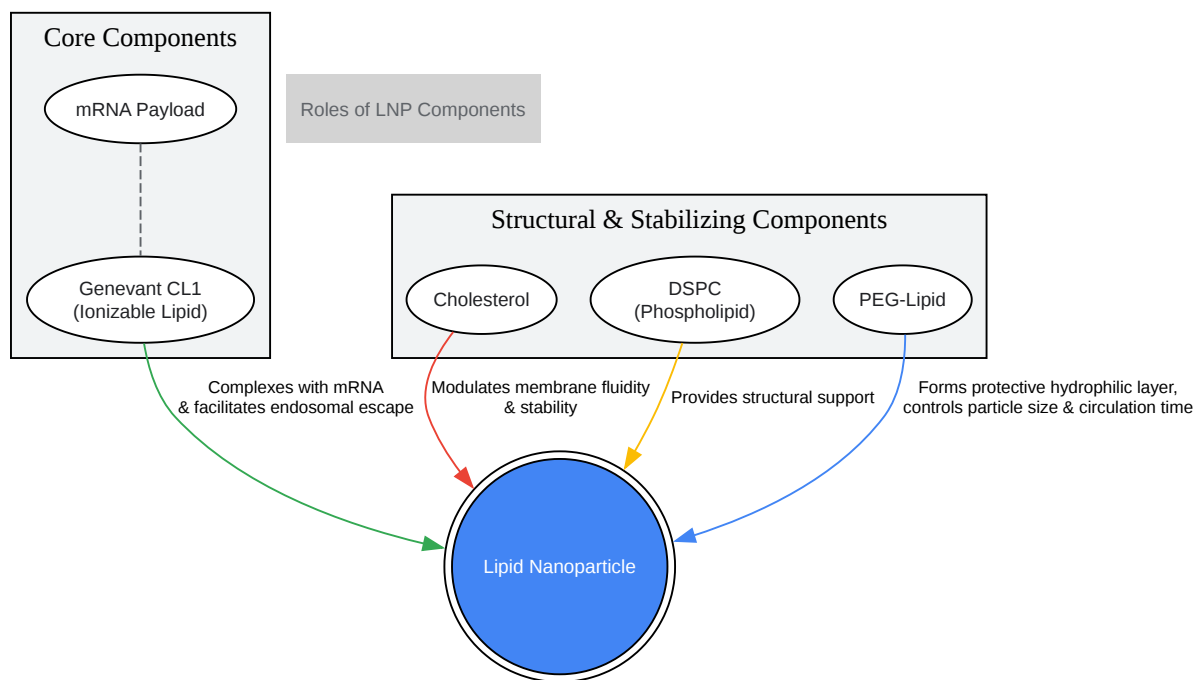 Core Components
mRNA Payload
Roles of LNP Components
Genevant CL1
(Ionizable Lipid)
Structural & Stabilizing Components
Cholesterol
DSPC
(Phospholipid)
PEG-Lipid
Complexes with mRNA
& facilitates endosomal escape
Modulates membrane fluidity
& stability
Provides structural support
Forms protective hydrophilic layer,
controls particle size & circulation time
Lipid Nanoparticle